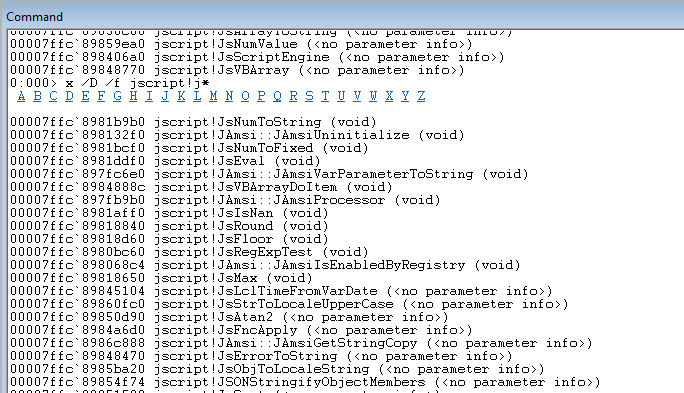 Command
00007ffc`89856c60 jscript!JsArrayToString (<no parameter info>)
00007ffc`89859ea0 jscript!JsNumValue (<no parameter info>)
00007ffc`898406a0 jscript!JsScriptEngine (<no parameter info>)
00007ffc`89848770 jscript!JsVBArray (<no parameter info>)
0:000> x /D /f jscript!j*
A B C D E F G H I J K L M N O P Q R S T U V W X Y Z
00007ffc`8981b9b0 jscript!JsNumToString (void)
00007ffc`898132f0 jscript!JAmsi::JAmsiUninitialize (void)
00007ffc`8981bcf0 jscript!JsNumToFixed (void)
00007ffc`8981ddf0 jscript!JsEval (void)
00007ffc`897fc6e0 jscript!JAmsi::JAmsiVarParameterToString (void)
00007ffc`8984888c jscript!JsVBArrayDoItem (void)
00007ffc`897fb9b0 jscript!JAmsi::JAmsiProcessor (void)
00007ffc`8981aff0 jscript!JsIsNan (void)
00007ffc`89818840 jscript!JsRound (void)
00007ffc`89818d60 jscript!JsFloor (void)
00007ffc`8980bc60 jscript!JsRegExpTest (void)
00007ffc`898068c4 jscript!JAmsi::JAmsiIsEnabledByRegistry (void)
00007ffc`89818650 jscript!JsMax (void)
00007ffc`89845104 jscript!JsLclTimeFromVarDate (<no parameter info>)
00007ffc`89860fc0 jscript!JsStrToLocaleUpperCase (<no parameter info>)
00007ffc`89850d90 jscript!JsAtan2 (<no parameter info>)
00007ffc`8984a6d0 jscript!JsFncApply (<no parameter info>)
00007ffc`8986c888 jscript!JAmsi::JAmsiGetStringCopy (<no parameter info>)
00007ffc`89848470 jscript!JsErrorToString (<no parameter info>)
00007ffc`8985ba20 jscript!JsObjToLocaleString (<no parameter info>)
00007ffc`89854f74 jscript!JSONStringifyObjectMembers (<no parameter info>)